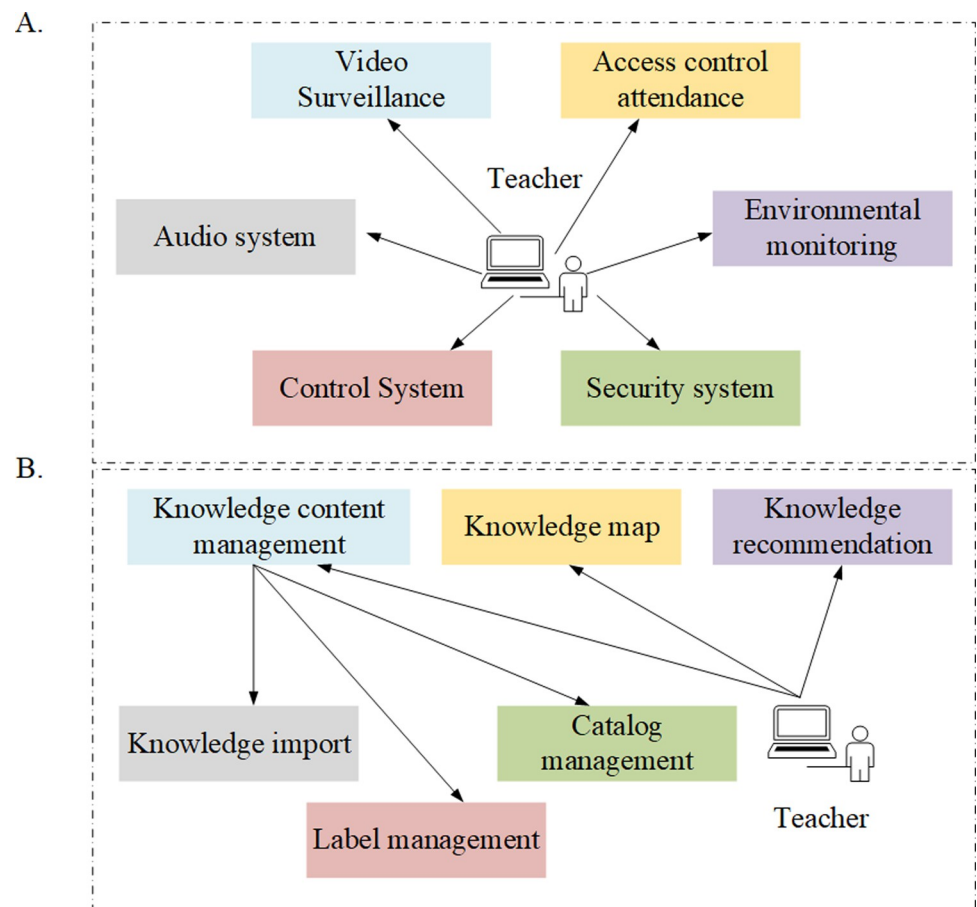 A.
Video
Surveillance
Access control
attendance
Teacher
Audio system
Environmental
monitoring
Control System
Security system
B.
Knowledge content
management
Knowledge map
Knowledge
recommendation
Knowledge import
Catalog
management
Label management
Teacher